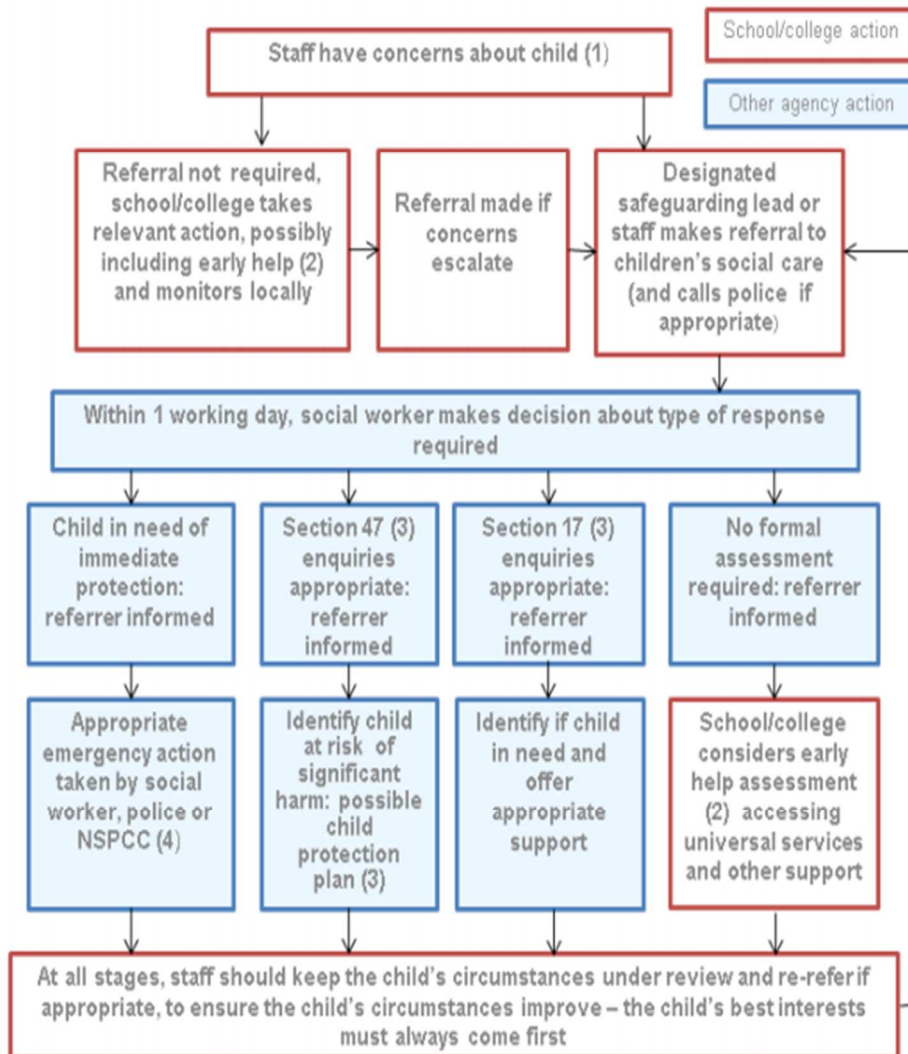 School/college action
Staff have concerns about child (1)
Other agency action
Referral not required,
school/college takes
relevant action, possibly
including early help (2)
and monitors locally
Referral made if
concerns
escalate
Designated
safeguarding lead or
staff makes referral to
children's social care
(and calls police if
appropriate)
Within 1 working day, social worker makes decision about type of response
required
Child in need of
immediate
protection:
referrer informed
Section 47 (3)
enquiries
appropriate:
referrer
informed
Section 17 (3)
enquiries
appropriate:
referrer
informed
No formal
assessment
required: referrer
informed
Appropriate
emergency action
taken by social
worker, police or
NSPCC (4)
Identify child
at risk of
significant
harm: possible
child
protection
plan (3)
Identify if child
in need and
offer
appropriate
support
School/college
considers early
help assessment
(2) accessing
universal services
and other support
At all stages, staff should keep the child's circumstances under review and re-refer if
appropriate, to ensure the child's circumstances improve – the child's best interests
must always come first